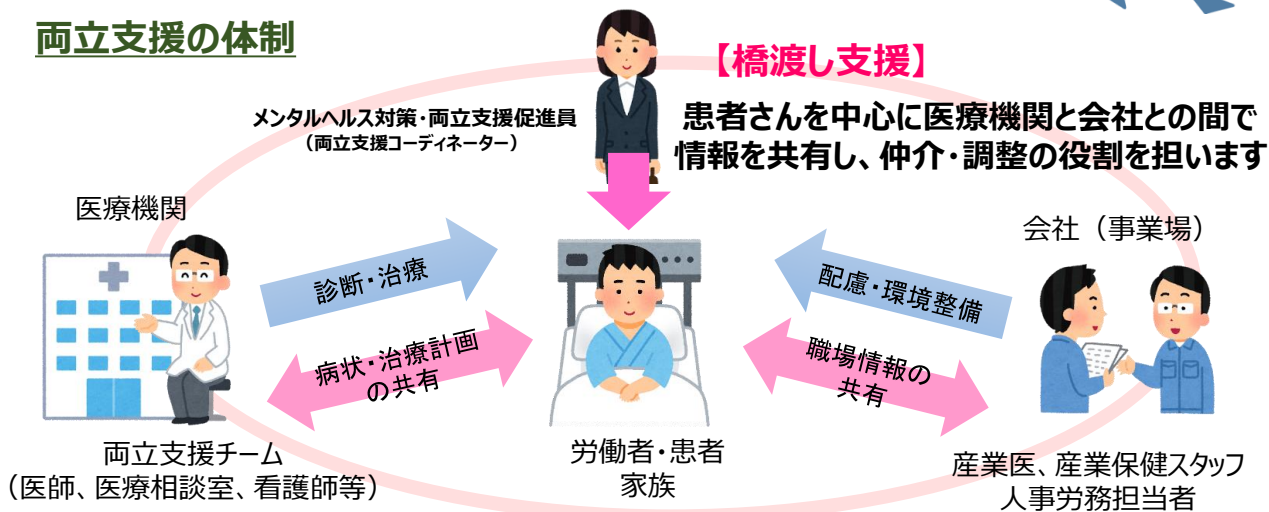 両立支援の体制
【橋渡し支援】
メンタルヘルス対策・両立支援促進員
（両立支援コーディネーター）
患者さんを中心に医療機関と会社との間で
情報を共有し、仲介・調整の役割を担います
医療機関
会社（事業場）
診断・治療
配慮・環境整備
病状・治療計画
の共有
職場情報の
共有
両立支援チーム
（医師、医療相談室、看護師等）
労働者・患者
家族
産業医、産業保健スタッフ
人事労務担当者